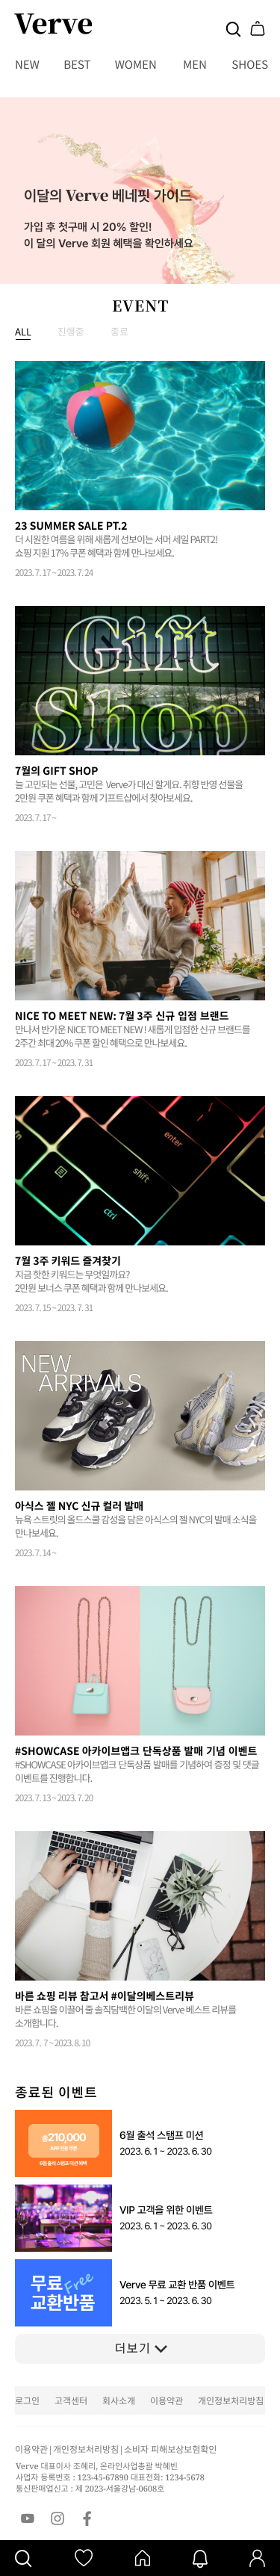 Verve
NEW BEST WOMEN MEN SHOES
이달의 Verve 베네핏 가이드
가입 후 첫구매 시 20% 할인!
이 달의 Verve 회원 혜택을 확인하세요
EVENT
ALL 진행중 종료
23 SUMMER SALE PT.2
더 시원한 여름을 위해 새롭게 선보이는 서머 세일 PART2!
쇼핑 지원 17% 쿠폰 혜택과 함께 만나보세요.
2023. 7. 17 ~ 2023. 7. 24
Gift
Shop
7월의 GIFT SHOP
늘 고민되는 선물, 고민은 Verve가 대신 할게요. 취향 반영 선물을
2만원 쿠폰 혜택과 함께 기프트샵에서 찾아보세요.
2023. 7. 17 ~
NICE TO MEET NEW: 7월 3주 신규 입점 브랜드
만나서 반가운 NICE TO MEET NEW ! 새롭게 입점한 신규 브랜드를
2주간 최대 20% 쿠폰 할인 혜택으로 만나보세요.
2023. 7. 17 ~ 2023. 7. 31
enter
shift
ctrl
7월 3주 키워드 즐겨찾기
지금 핫한 키워드는 무엇일까요?
2만원 보너스 쿠폰 혜택과 함께 만나보세요.
2023. 7. 15 ~ 2023. 7. 31
NEW
ARRIVALS
아식스 젤 NYC 신규 컬러 발매
뉴욕 스트릿의 올드스쿨 감성을 담은 아식스의 젤 NYC의 발매 소식을
만나보세요.
2023. 7. 14 ~
#SHOWCASE 아카이브앱크 단독상품 발매 기념 이벤트
#SHOWCASE 아카이브앱크 단독상품 발매를 기념하여 증정 및 댓글
이벤트를 진행합니다.
2023. 7. 13 ~ 2023. 7. 20
바른 쇼핑 리뷰 참고서 #이달의베스트리뷰
바른 쇼핑을 이끌어 줄 솔직담백한 이달의 Verve 베스트 리뷰를
소개합니다.
2023. 7. 7 ~ 2023. 8. 10
종료된 이벤트
총210,000
6월 출석 스탬프 미션
2023. 6. 1 ~ 2023. 6. 30
VIP 고객을 위한 이벤트
2023. 6. 1 ~ 2023. 6. 30
무료 Free
교환반품
Verve 무료 교환 반품 이벤트
2023. 5. 1 ~ 2023. 6. 30
더보기
로그인 고객센터 회사소개 이용약관 개인정보처리방침
이용약관 | 개인정보처리방침 | 소비자 피해보상보험확인
Verve 대표이사 조혜리, 온라인사업총괄 박혜빈
사업자 등록번호 : 123-45-67890 대표전화: 1234-5678
통신판매업신고 : 제 2023-서울강남-0608호